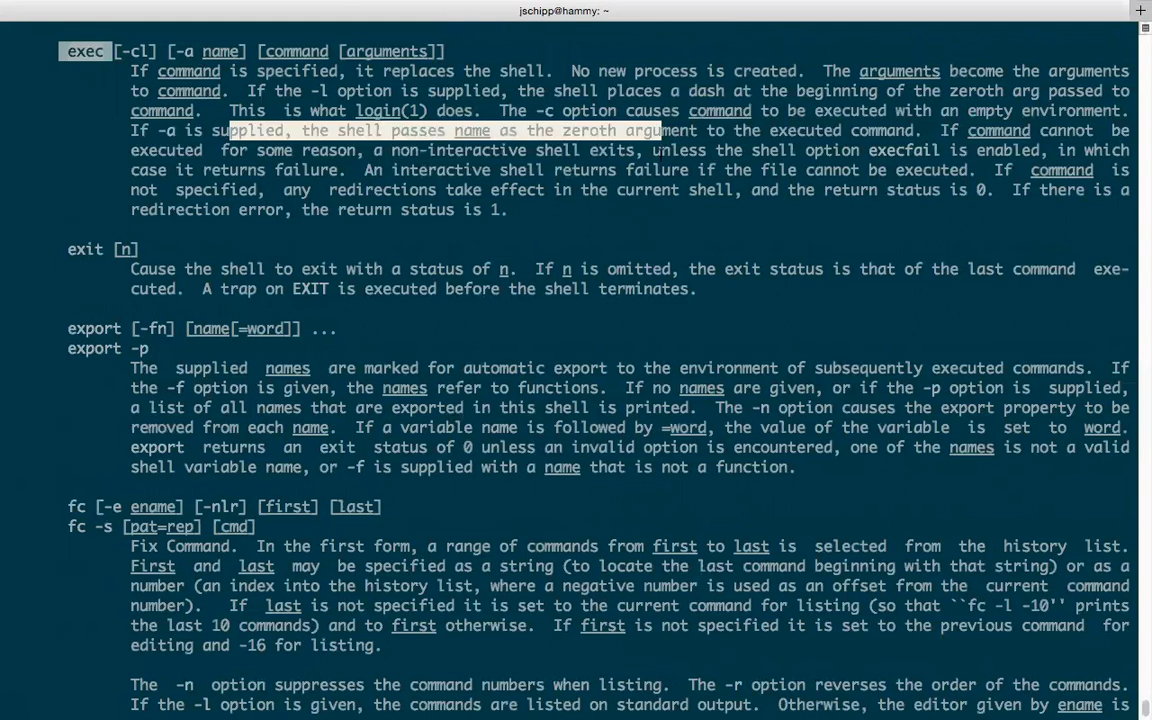 jschipp@hammy: ~
exec [-cl] [-a name] [command [arguments]]
If command is specified, it replaces the shell.  No new process is created.  The arguments become the arguments
to command.  If the -l option is supplied, the shell places a dash at the beginning of the zeroth arg passed to
command.  This is what login(1) does.  The -c option causes command to be executed with an empty environment.
If -a is supplied, the shell passes name as the zeroth argument to the executed command.  If command cannot be
executed for some reason, a non-interactive shell exits, unless the shell option execfail is enabled, in which
case it returns failure.  An interactive shell returns failure if the file cannot be executed.  If command is
not specified, any redirections take effect in the current shell, and the return status is 0.  If there is a
redirection error, the return status is 1.
exit [n]
Cause the shell to exit with a status of n.  If n is omitted, the exit status is that of the last command exe-
cuted.  A trap on EXIT is executed before the shell terminates.
export [-fn] [name[=word]] ...
export -p
The supplied names are marked for automatic export to the environment of subsequently executed commands.  If
the -f option is given, the names refer to functions.  If no names are given, or if the -p option is supplied,
a list of all names that are exported in this shell is printed.  The -n option causes the export property to be
removed from each name.  If a variable name is followed by =word, the value of the variable is set to word.
export returns an exit status of 0 unless an invalid option is encountered, one of the names is not a valid
shell variable name, or -f is supplied with a name that is not a function.
fc [-e ename] [-nlr] [first] [last]
fc -s [pat=rep] [cmd]
Fix Command.  In the first form, a range of commands from first to last is selected from the history list.
First and last may be specified as a string (to locate the last command beginning with that string) or as a
number (an index into the history list, where a negative number is used as an offset from the current command
number).  If last is not specified it is set to the current command for listing (so that ``fc -l -10'' prints
the last 10 commands) and to first otherwise.  If first is not specified it is set to the previous command for
editing and -16 for listing.
The -n option suppresses the command numbers when listing.  The -r option reverses the order of the commands.
If the -l option is given, the commands are listed on standard output.  Otherwise, the editor given by ename is